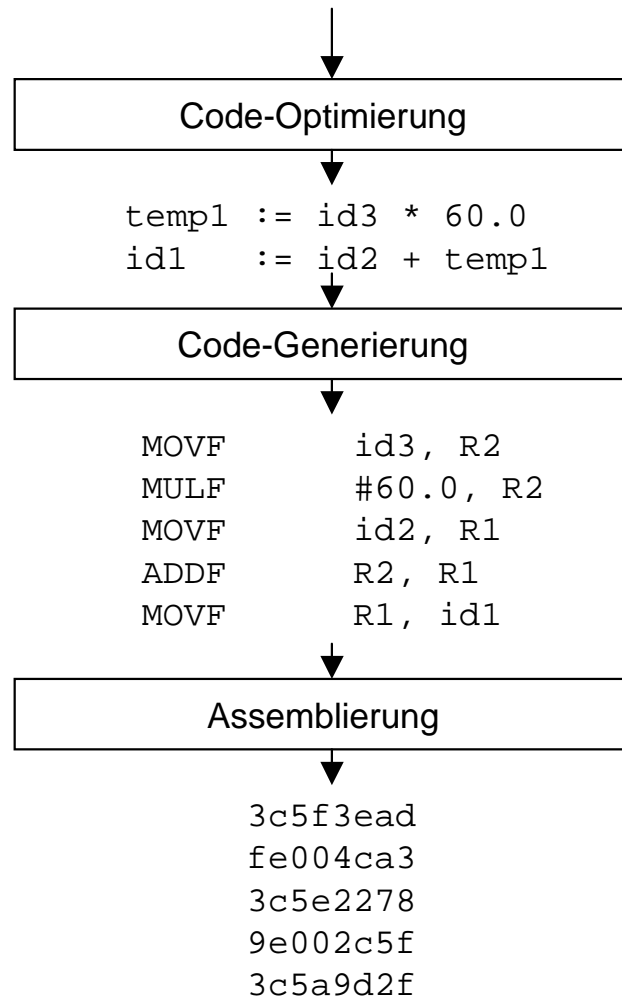 Code-Optimierung
temp1 := id3 * 60.0
id1 := id2 + temp1
Code-Generierung
MOVF id3, R2
MULF #60.0, R2
MOVF id2, R1
ADDF R2, R1
MOVF R1, id1
Assemblierung
3c5f3ead
fe004ca3
3c5e2278
9e002c5f
3c5a9d2f